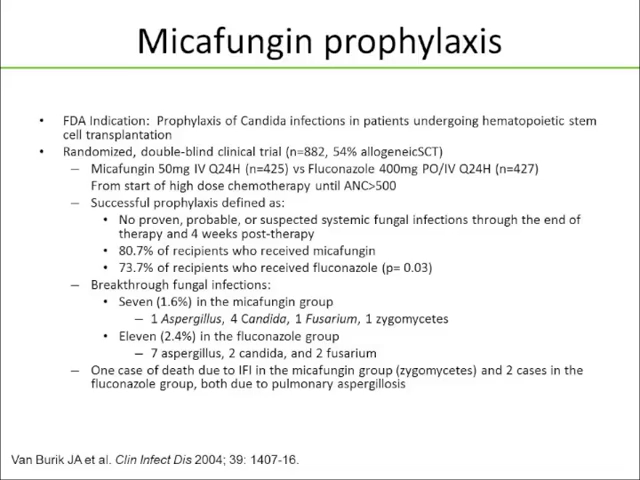 Micafungin prophylaxis
• FDA Indication: Prophylaxis of Candida infections in patients undergoing hematopoietic stem
cell transplantation
• Randomized, double-blind clinical trial (n=882, 54% allogeneicSCT)
– Micafungin 50mg IV Q24H (n=425) vs Fluconazole 400mg PO/IV Q24H (n=427)
From start of high dose chemotherapy until ANC>500
– Successful prophylaxis defined as:
• No proven, probable, or suspected systemic fungal infections through the end of
therapy and 4 weeks post-therapy
• 80.7% of recipients who received micafungin
• 73.7% of recipients who received fluconazole (p= 0.03)
– Breakthrough fungal infections:
• Seven (1.6%) in the micafungin group
– 1 Aspergillus, 4 Candida, 1 Fusarium, 1 zygomycetes
• Eleven (2.4%) in the fluconazole group
– 7 aspergillus, 2 candida, and 2 fusarium
– One case of death due to IFI in the micafungin group (zygomycetes) and 2 cases in the
fluconazole group, both due to pulmonary aspergillosis
Van Burik JA et al. Clin Infect Dis 2004; 39: 1407-16.